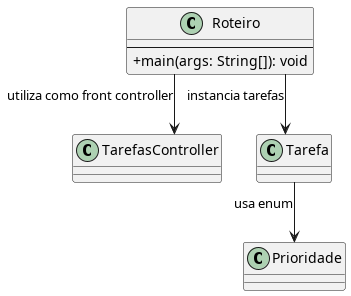 C Roteiro
+main(args: String[]): void
utiliza como front controller
instancia tarefas
C TarefasController
C Tarefa
usa enum
C Prioridade